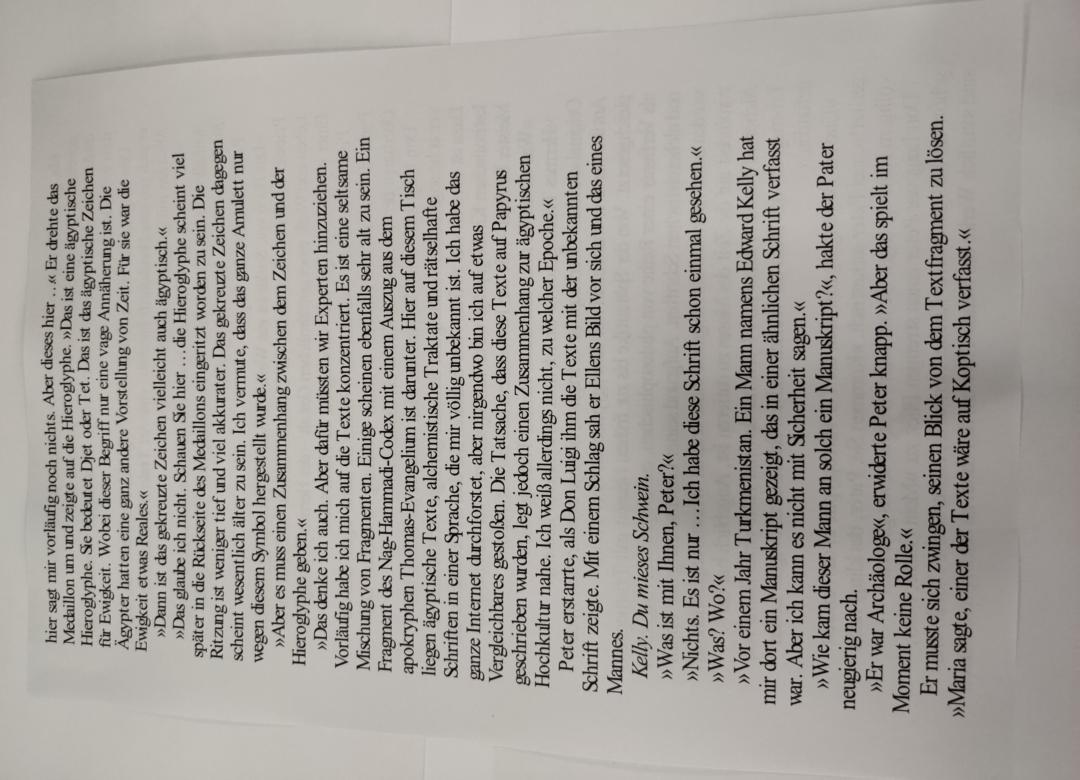 hier sagt mir vorläufig noch nichts. Aber dieses hier …« Er drehte das
Medaillon um und zeigte auf die Hieroglyphe. »Das ist eine ägyptische
Hieroglyphe. Sie bedeutet Djet oder Tet. Das ist das ägyptische Zeichen
für Ewigkeit. Wobei dieser Begriff nur eine vage Annäherung ist. Die
Ägypter hatten eine ganz andere Vorstellung von Zeit. Für sie war die
Ewigkeit etwas Reales.«
»Dann ist das gekreuzte Zeichen vielleicht auch ägyptisch.«
»Das glaube ich nicht. Schauen Sie hier … die Hieroglyphe scheint viel
später in die Rückseite des Medaillons eingeritzt worden zu sein. Die
Ritzung ist weniger tief und viel akkurater. Das gekreuzte Zeichen dagegen
scheint wesentlich älter zu sein. Ich vermute, dass das ganze Amulett nur
wegen diesem Symbol hergestellt wurde.«
»Aber es muss einen Zusammenhang zwischen dem Zeichen und der
Hieroglyphe geben.«
»Das denke ich auch. Aber dafür müssten wir Experten hinzuziehen.
Vorläufig habe ich mich auf die Texte konzentriert. Es ist eine seltsame
Mischung von Fragmenten. Einige scheinen ebenfalls sehr alt zu sein. Ein
Fragment des Nag-Hammadi-Codex mit einem Auszug aus dem
apokryphen Thomas-Evangelium ist darunter. Hier auf diesem Tisch
liegen ägyptische Texte, alchemistische Traktate und rätselhafte
Schriften in einer Sprache, die mir völlig unbekannt ist. Ich habe das
ganze Internet durchforstet, aber nirgendwo bin ich auf etwas
Vergleichbares gestoßen. Die Tatsache, dass diese Texte auf Papyrus
geschrieben wurden, legt jedoch einen Zusammenhang zur ägyptischen
Hochkultur nahe. Ich weiß allerdings nicht, zu welcher Epoche.«
Peter erstarrte, als Don Luigi ihm die Texte mit der unbekannten
Schrift zeigte. Mit einem Schlag sah er Ellens Bild vor sich und das eines
Mannes.
Kelly. Du mieses Schwein.
»Was ist mit Ihnen, Peter?«
»Nichts. Es ist nur … Ich habe diese Schrift schon einmal gesehen.«
»Was? Wo?«
»Vor einem Jahr Turkmenistan. Ein Mann namens Edward Kelly hat
mir dort ein Manuskript gezeigt, das in einer ähnlichen Schrift verfasst
war. Aber ich kann es nicht mit Sicherheit sagen.«
»Wie kam dieser Mann an solch ein Manuskript?«, hakte der Pater
neugierig nach.
»Er war Archäologe«, erwiderte Peter knapp. »Aber das spielt im
Moment keine Rolle.«
Er musste sich zwingen, seinen Blick von dem Textfragment zu lösen.
»Maria sagte, einer der Texte wäre auf Koptisch verfasst.«